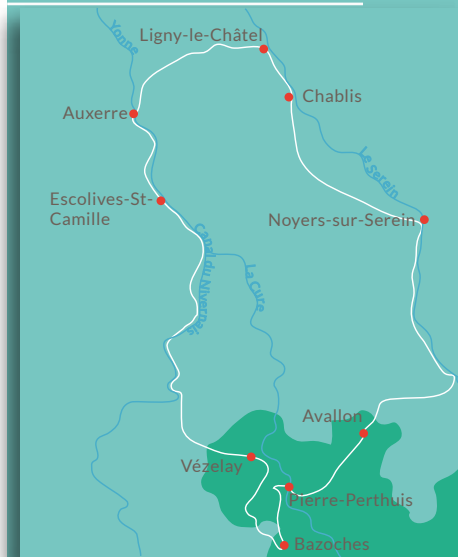 Yonne
Ligny-le-Châtel
Chablis
Auxerre
Le Serein
Escolives-St-
Camille
Noyers-sur-Serein
Canal du Nivernais
La Cure
Avallon
Vézelay
Pierre-Perthuis
Bazoches